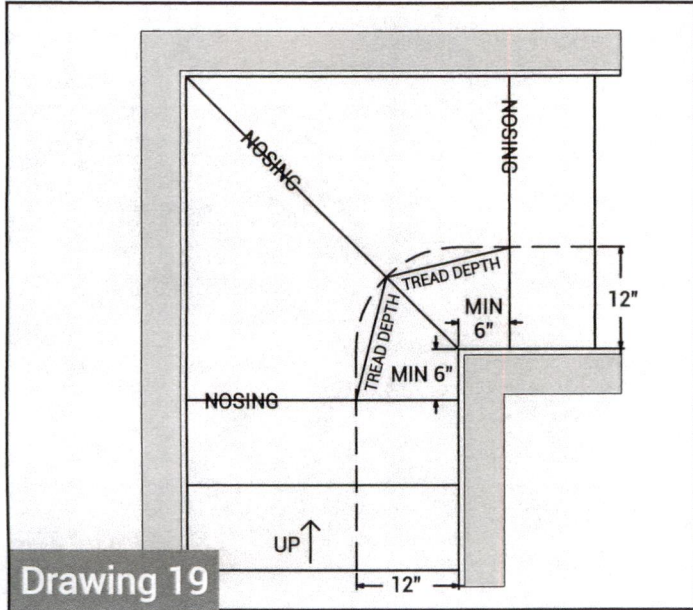 NOSING
NOSING
TREAD DEPTH
12"
MIN
6"
TREAD DEPTH
MIN 6"
NOSING
UP
12"
Drawing 19